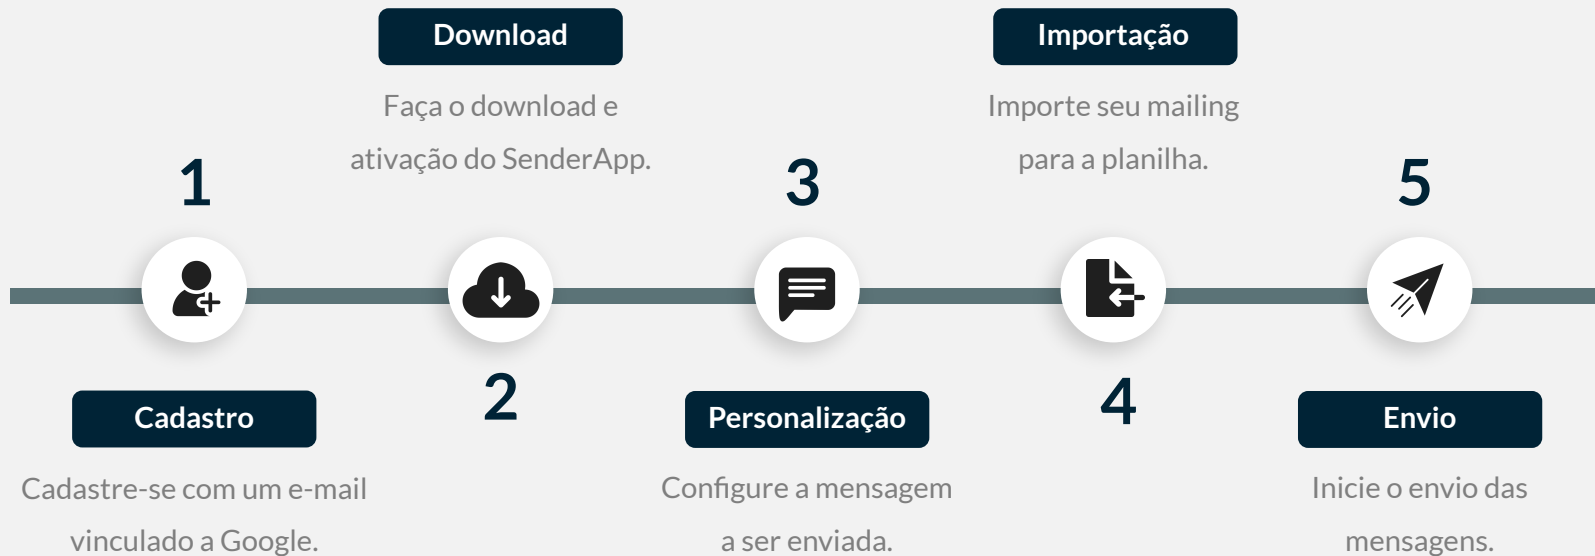 1
Cadastro
Cadastre-se com um e-mail
vinculado a Google.
Download
Faça o download e
ativação do SenderApp.
2
3
Personalização
Configure a mensagem
a ser enviada.
Importação
Importe seu mailing
para a planilha.
4
5
Envio
Inicie o envio das
mensagens.